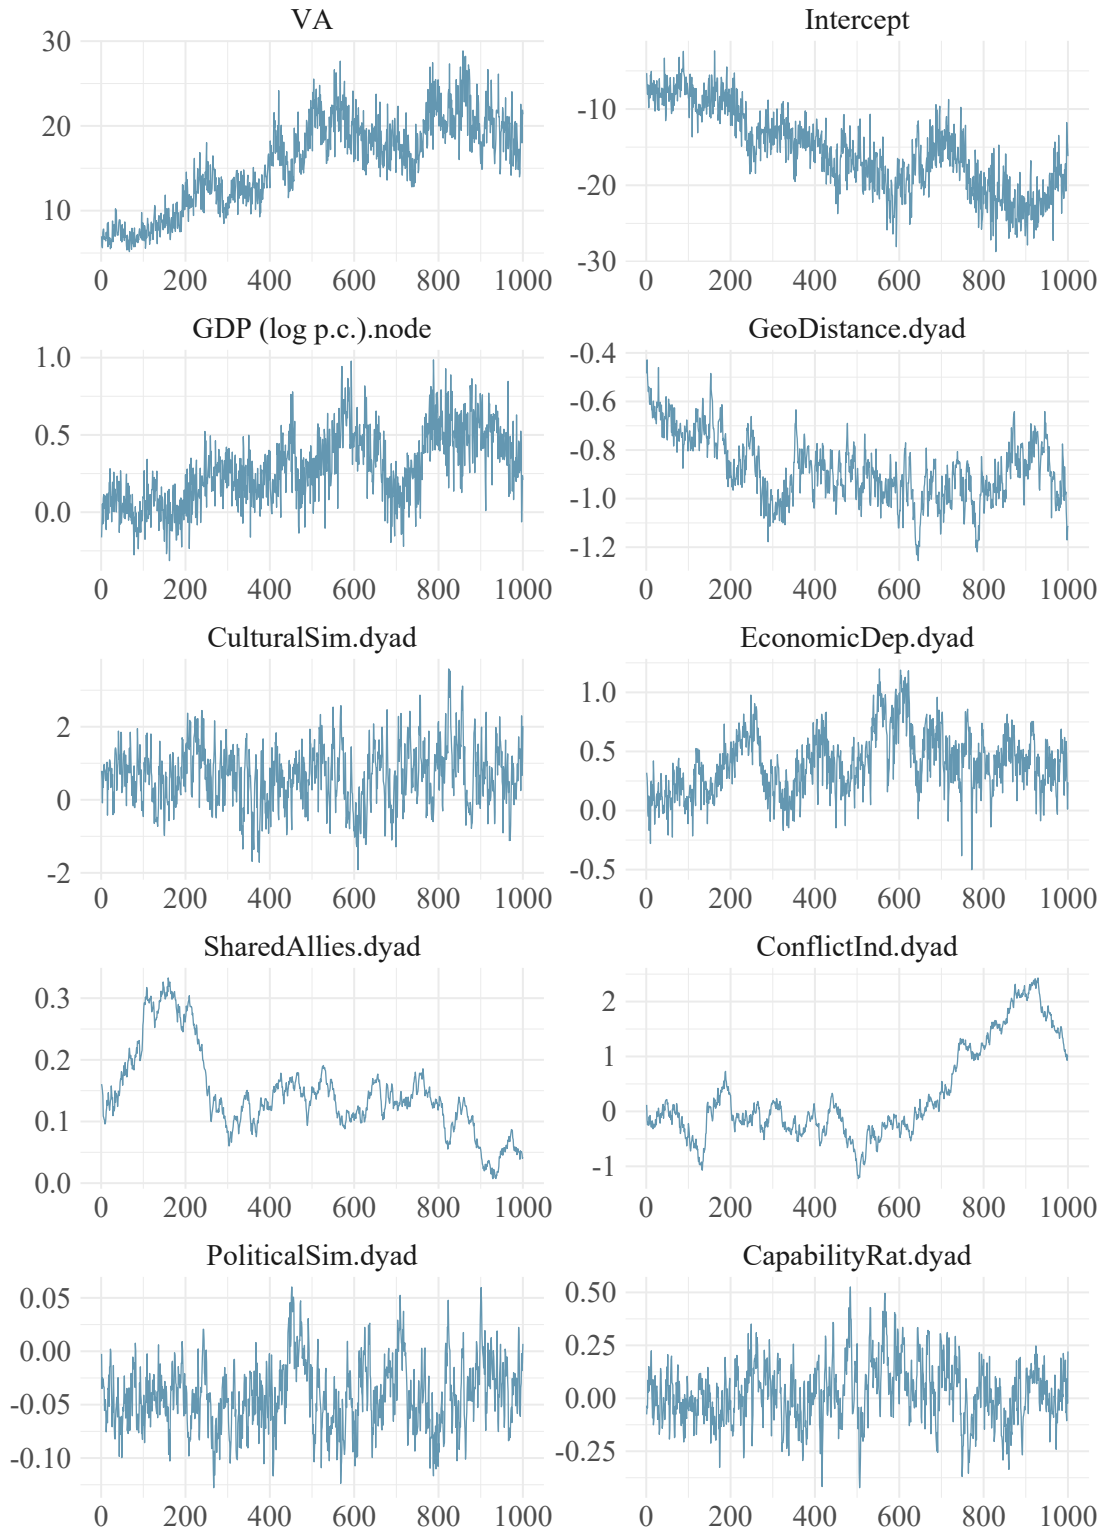 VA
30
20
10
0 200 400 600 800 1000
Intercept
-10
-20
-30
0 200 400 600 800 1000
GDP (log p.c.).node
1.0
0.5
0.0
0 200 400 600 800 1000
GeoDistance.dyad
-0.4
-0.6
-0.8
-1.0
-1.2
0 200 400 600 800 1000
CulturalSim.dyad
2
0
-2
0 200 400 600 800 1000
EconomicDep.dyad
1.0
0.5
0.0
-0.5
0 200 400 600 800 1000
SharedAllies.dyad
0.3
0.2
0.1
0.0
0 200 400 600 800 1000
ConflictInd.dyad
2
1
0
-1
0 200 400 600 800 1000
PoliticalSim.dyad
0.05
0.00
-0.05
-0.10
0 200 400 600 800 1000
CapabilityRat.dyad
0.50
0.25
0.00
-0.25
0 200 400 600 800 1000